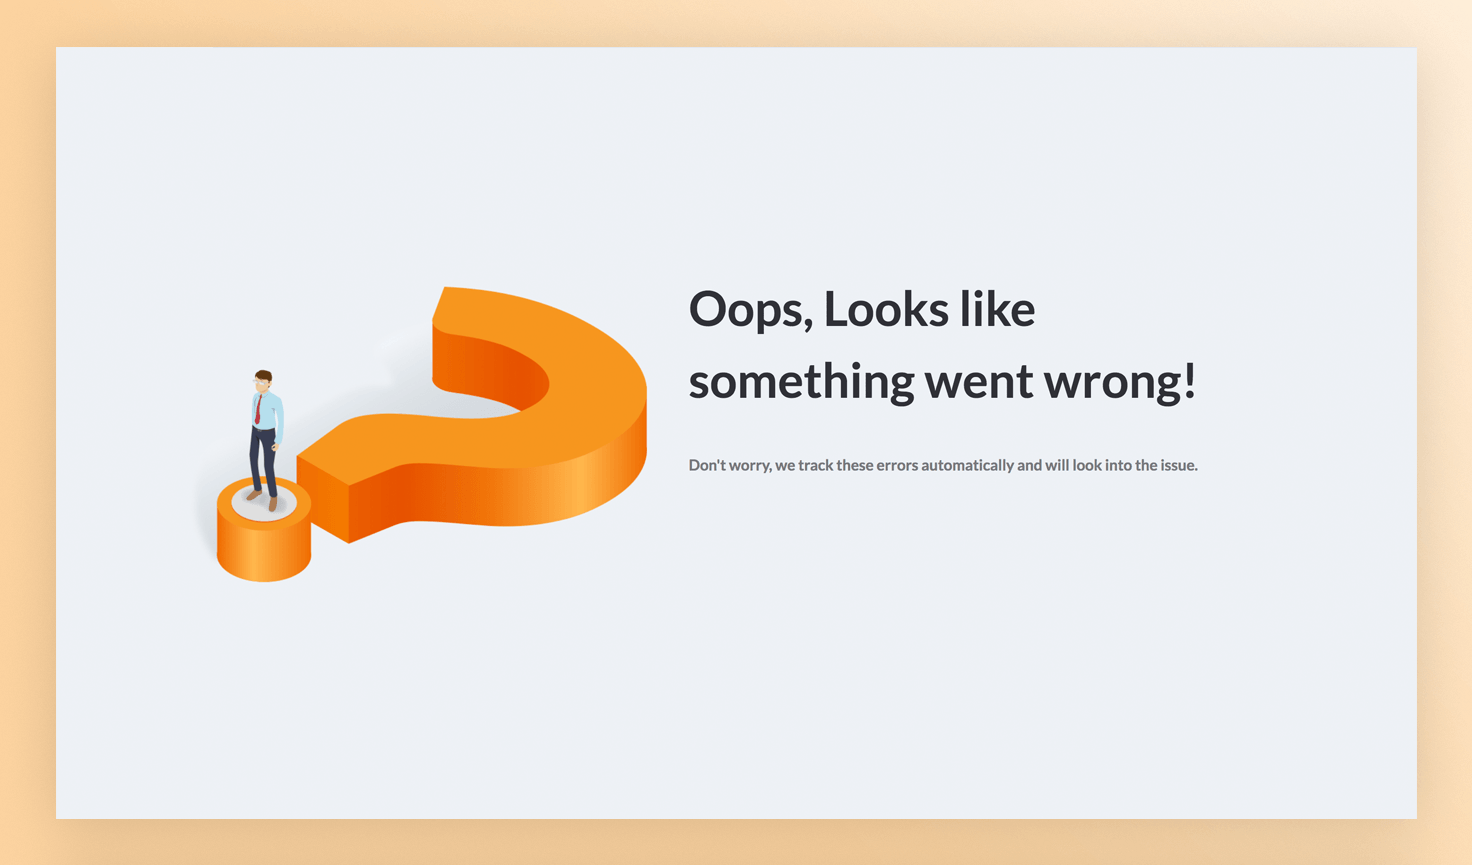 Oops, Looks like
something went wrong!
Don't worry, we track these errors automatically and will look into the issue.